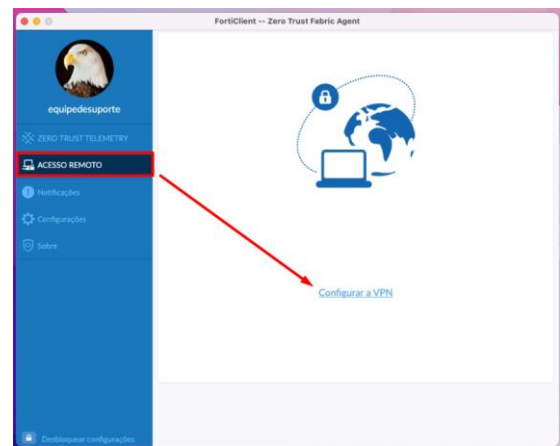 FortiClient -- Zero Trust Fabric Agent
equipedesuporte
ZERO TRUST TELEMETRY
ACESSO REMOTO
Notificações
Configurações
Sobre
Configurar a VPN
Desbloquear configurações